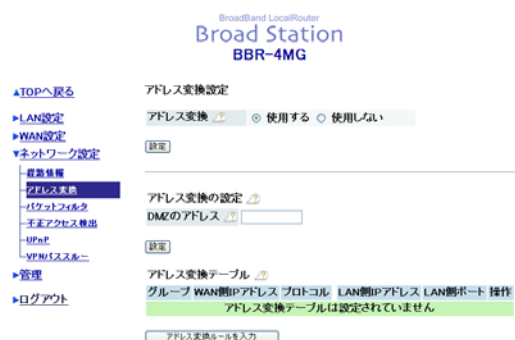 BroadBand LocalRouter
Broad Station
BBR-4MG
▲TOPへ戻る
▶LAN設定
▶WAN設定
▼ネットワーク設定
経路情報
アドレス変換
パケットフィルタ
不正アクセス検出
UPnP
VPNパススルー
▶管理
▶ログアウト
アドレス変換設定
アドレス変換 使用する 使用しない
設定
アドレス変換の設定
DMZのアドレス
設定
アドレス変換テーブル
グループ WAN側IPアドレス プロトコル LAN側IPアドレス LAN側ポート 操作
アドレス変換テーブルは設定されていません
アドレス変換ルールを入力